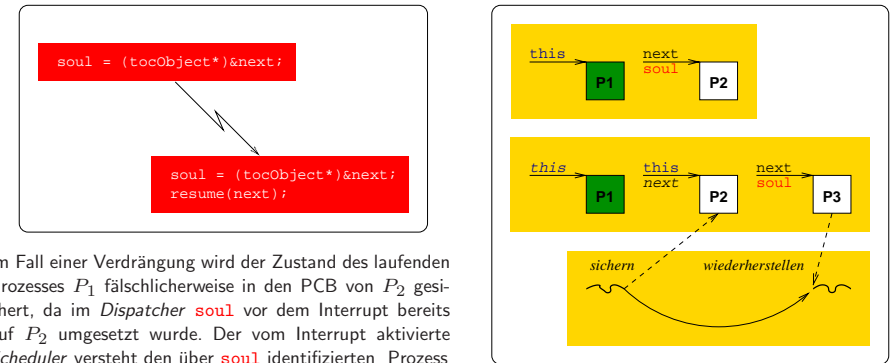 soul = (tocObject*)&next;
soul = (tocObject*)&next;
resume(next);
m Fall einer Verdrängung wird der Zustand des laufenden
rozesses P1 fälschlicherweise in den PCB von P2 gesi-
hert, da im Dispatcher soul vor dem Interrupt bereits
uf P2 umgesetzt wurde. Der vom Interrupt aktivierte
cheduler versteht den über soul identifizierten Prozess
this next
soul
P1 P2
this this next
next soul
P1 P2 P3
sichern wiederherstellen